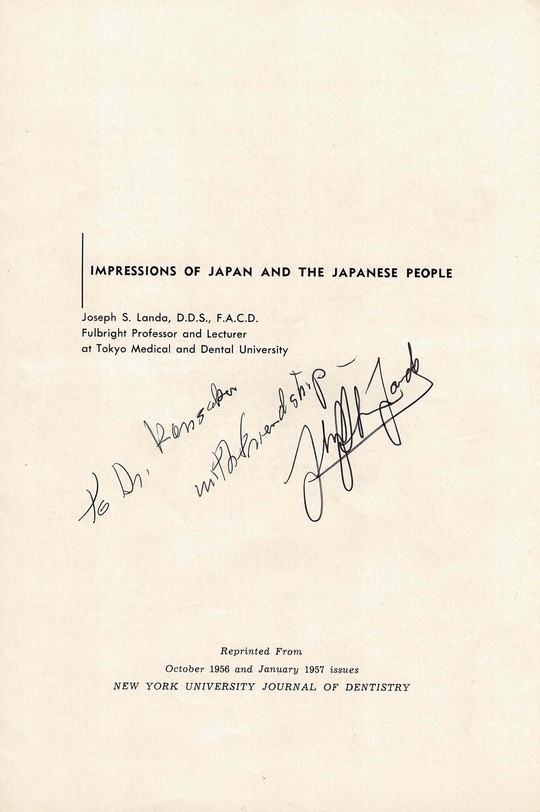 IMPRESSIONS OF JAPAN AND THE JAPANESE PEOPLE
Joseph S. Landa, D.D.S., F.A.C.D.
Fulbright Professor and Lecturer
at Tokyo Medical and Dental University
To Dr.
with friendship -
Reprinted From
October 1956 and January 1957 issues
NEW YORK UNIVERSITY JOURNAL OF DENTISTRY